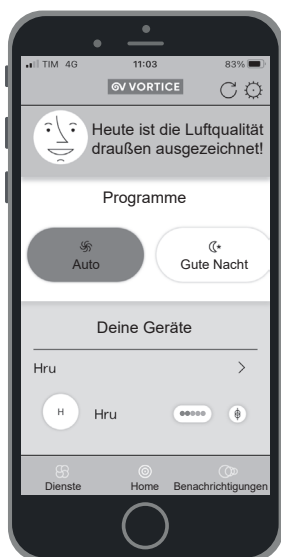 TIM 4G 11:03 83%
VORTICE
Heute ist die Luftqualität
draußen ausgezeichnet!
Programme
Auto Gute Nacht
Deine Geräte
Hru
H Hru
Dienste Home Benachrichtigungen